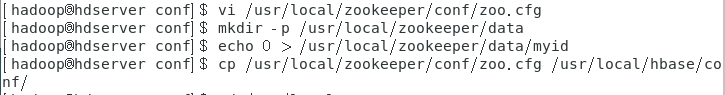 [hadoop@hdserver conf]$ vi /usr/local/zookeeper/conf/zoo.cfg
[hadoop@hdserver conf]$ mkdir -p /usr/local/zookeeper/data
[hadoop@hdserver conf]$ echo 0 > /usr/local/zookeeper/data/myid
[hadoop@hdserver conf]$ cp /usr/local/zookeeper/conf/zoo.cfg /usr/local/hbase/co
nf/